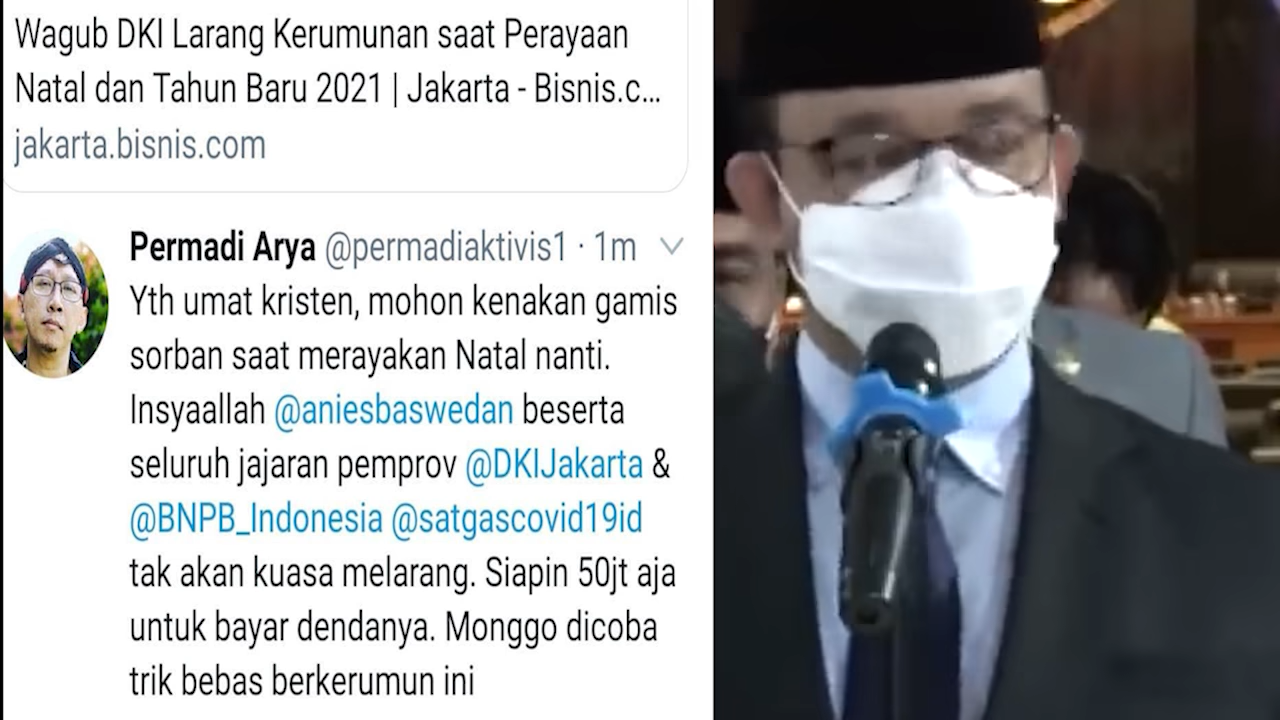 Wagub DKI Larang Kerumunan saat Perayaan
Natal dan Tahun Baru 2021 | Jakarta - Bisnis.c...
jakarta.bisnis.com
Permadi Arya @permadiaktivis1 · 1m
Yth umat kristen, mohon kenakan gamis
sorban saat merayakan Natal nanti.
Insyaallah @aniesbaswedan beserta
seluruh jajaran pemprov @DKIJakarta &
@BNPB_Indonesia @satgascovid19id
tak akan kuasa melarang. Siapin 50jt aja
untuk bayar dendanya. Monggo dicoba
trik bebas berkerumun ini